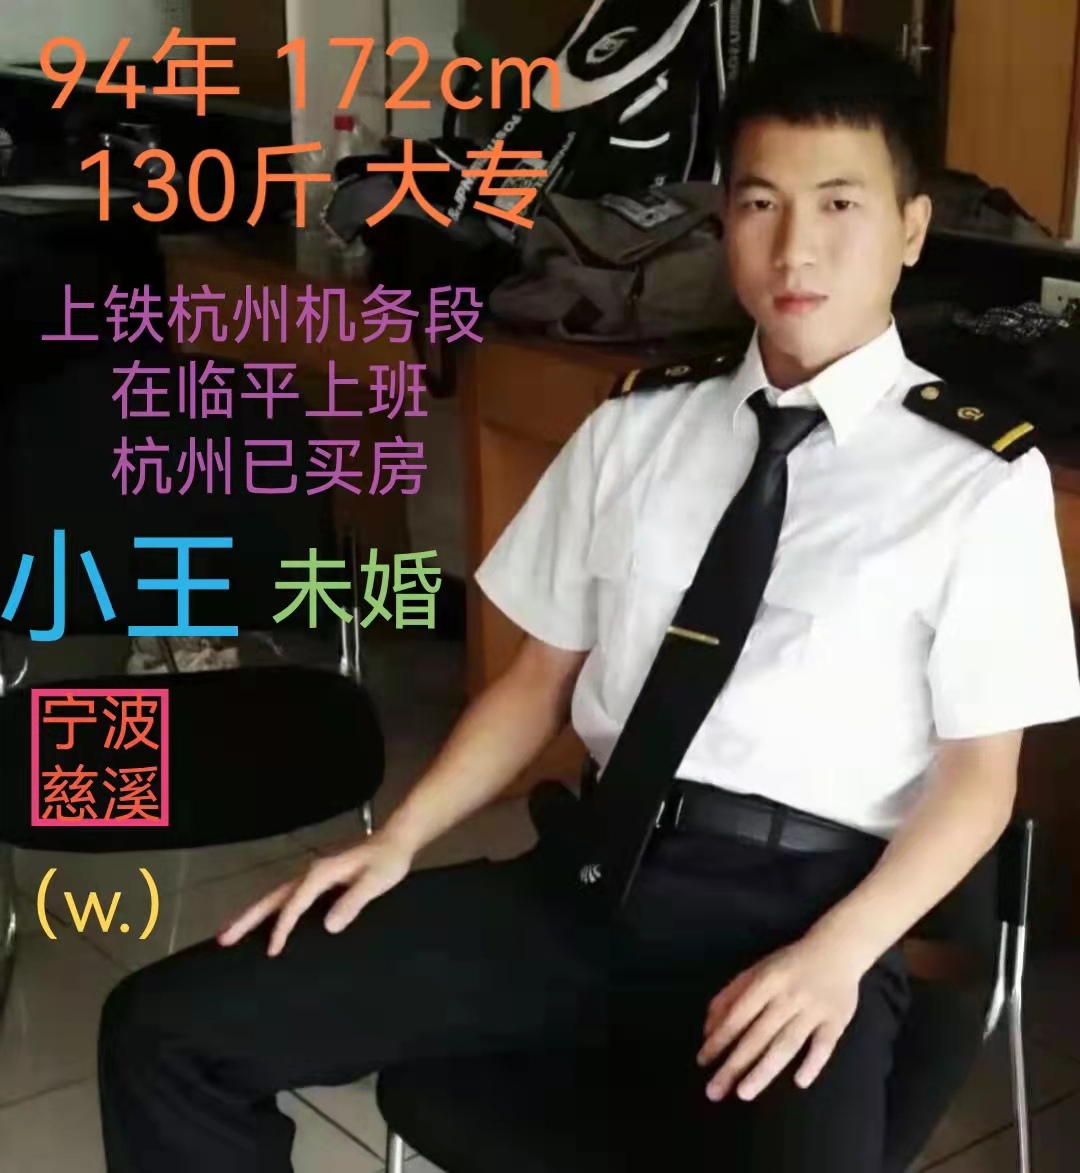 94年 172cm
130斤 大专
上铁杭州机务段
在临平上班
杭州已买房
小王 未婚
宁波
慈溪
(w.)